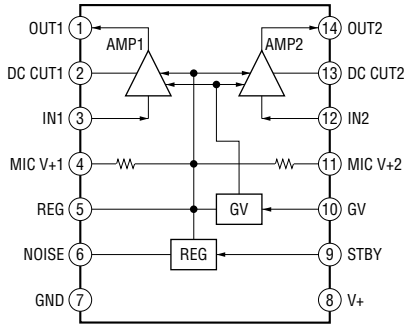 OUT1 1 AMP1 AMP2 14 OUT2
DC CUT1 2 13 DC CUT2
IN1 3 12 IN2
MIC V+1 4 11 MIC V+2
REG 5 GV 10 GV
NOISE 6 REG 9 STBY
GND 7 8 V+